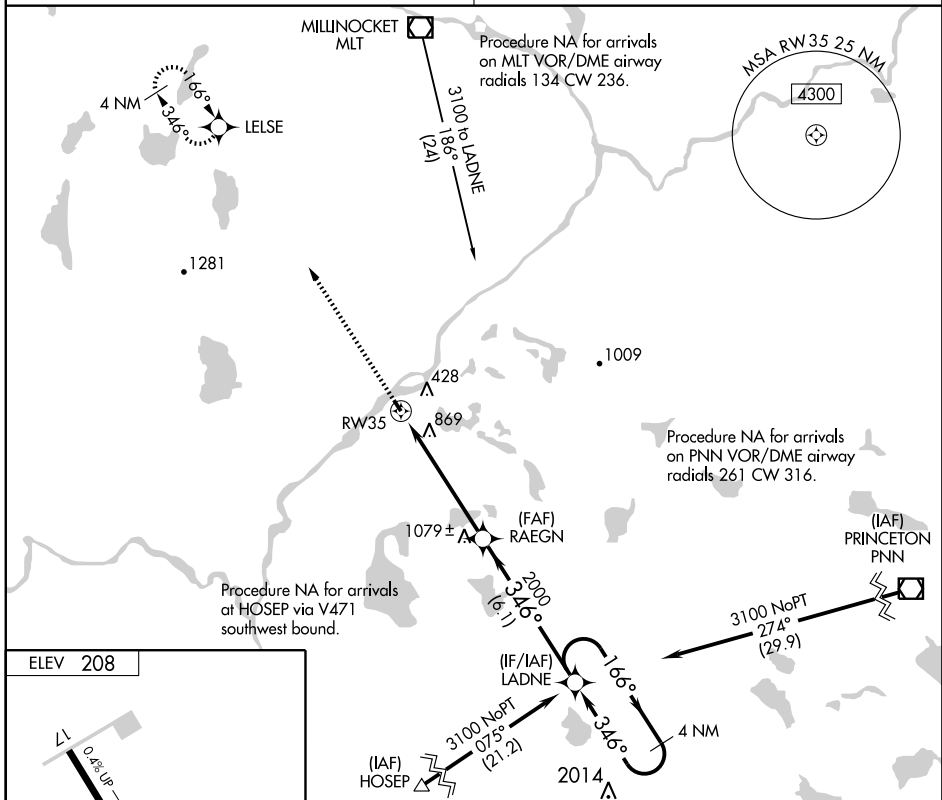 MILLINOCKET
MLT
Procedure NA for arrivals
on MLT VOR/DME airway
radials 134 CW 236.
MSA RW35 25 NM
4300
4 NM
166°
346°
LELSE
3100 to LADNE
186°
(24)
1281
1009
428
RW35
869
Procedure NA for arrivals
on PNN VOR/DME airway
radials 261 CW 316.
1079±
(FAF)
RAEGN
(IAF)
PRINCETON
PNN
2000
346°
(6.1)
Procedure NA for arrivals
at HOSEP via V471
southwest bound.
3100 NoPT
274°
(29.9)
ELEV 208
(IF/IAF)
LADNE
166°
346°
4 NM
3100 NoPT
075°
(21.2)
(IAF)
HOSEP
2014
17
0.4% UP